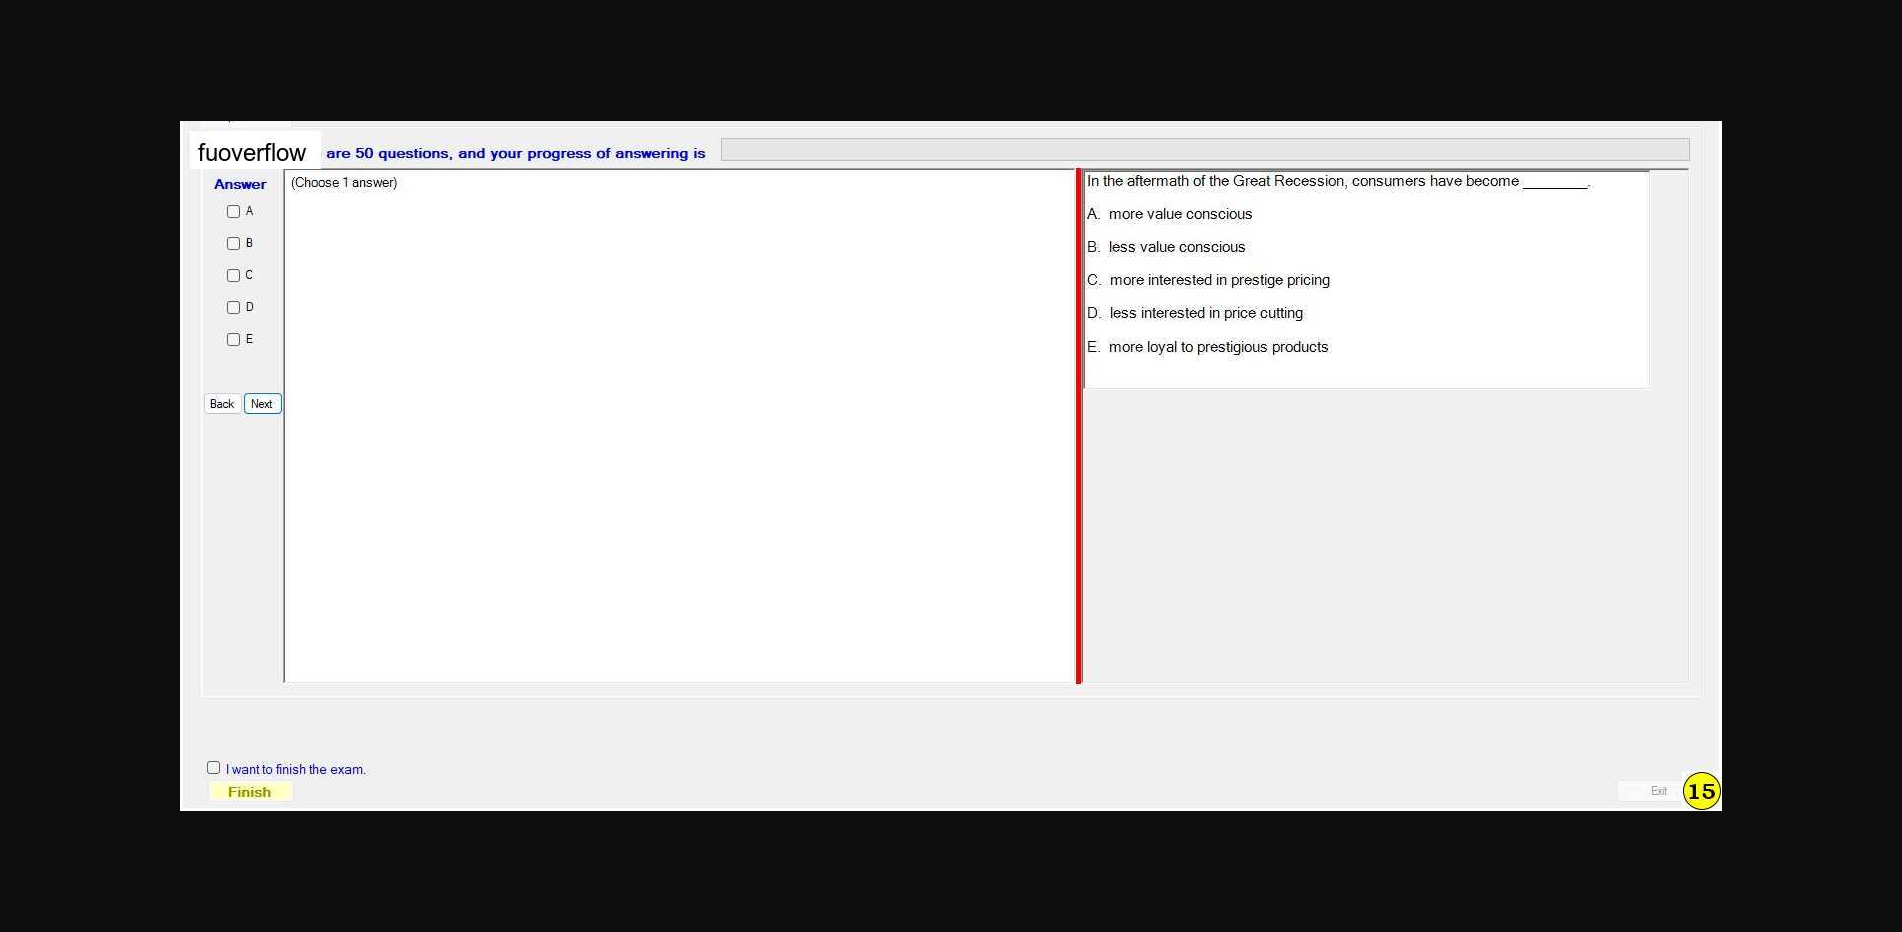 fuoverflow are 50 questions, and your progress of answering is
Answer
A
B
C
D
E
Back Next
(Choose 1 answer)
In the aftermath of the Great Recession, consumers have become ________.
A. more value conscious
B. less value conscious
C. more interested in prestige pricing
D. less interested in price cutting
E. more loyal to prestigious products
I want to finish the exam.
Finish
Exit
15